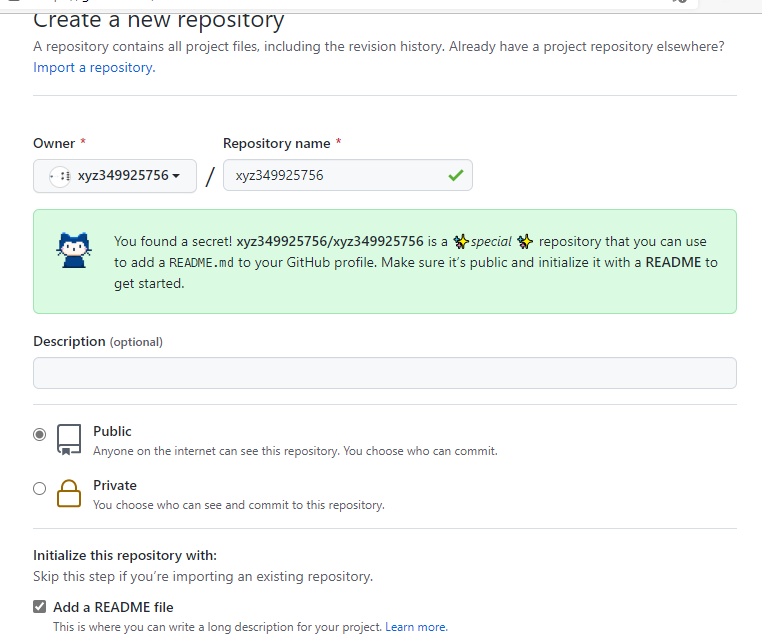 Create a new repository
A repository contains all project files, including the revision history. Already have a project repository elsewhere?
Import a repository.
Owner *
Repository name *
xyz349925756
/
xyz349925756
You found a secret! xyz349925756/xyz349925756 is a ✨special ✨ repository that you can use
to add a README.md to your GitHub profile. Make sure it’s public and initialize it with a README to
get started.
Description (optional)
Public
Anyone on the internet can see this repository. You choose who can commit.
Private
You choose who can see and commit to this repository.
Initialize this repository with:
Skip this step if you’re importing an existing repository.
Add a README file
This is where you can write a long description for your project. Learn more.